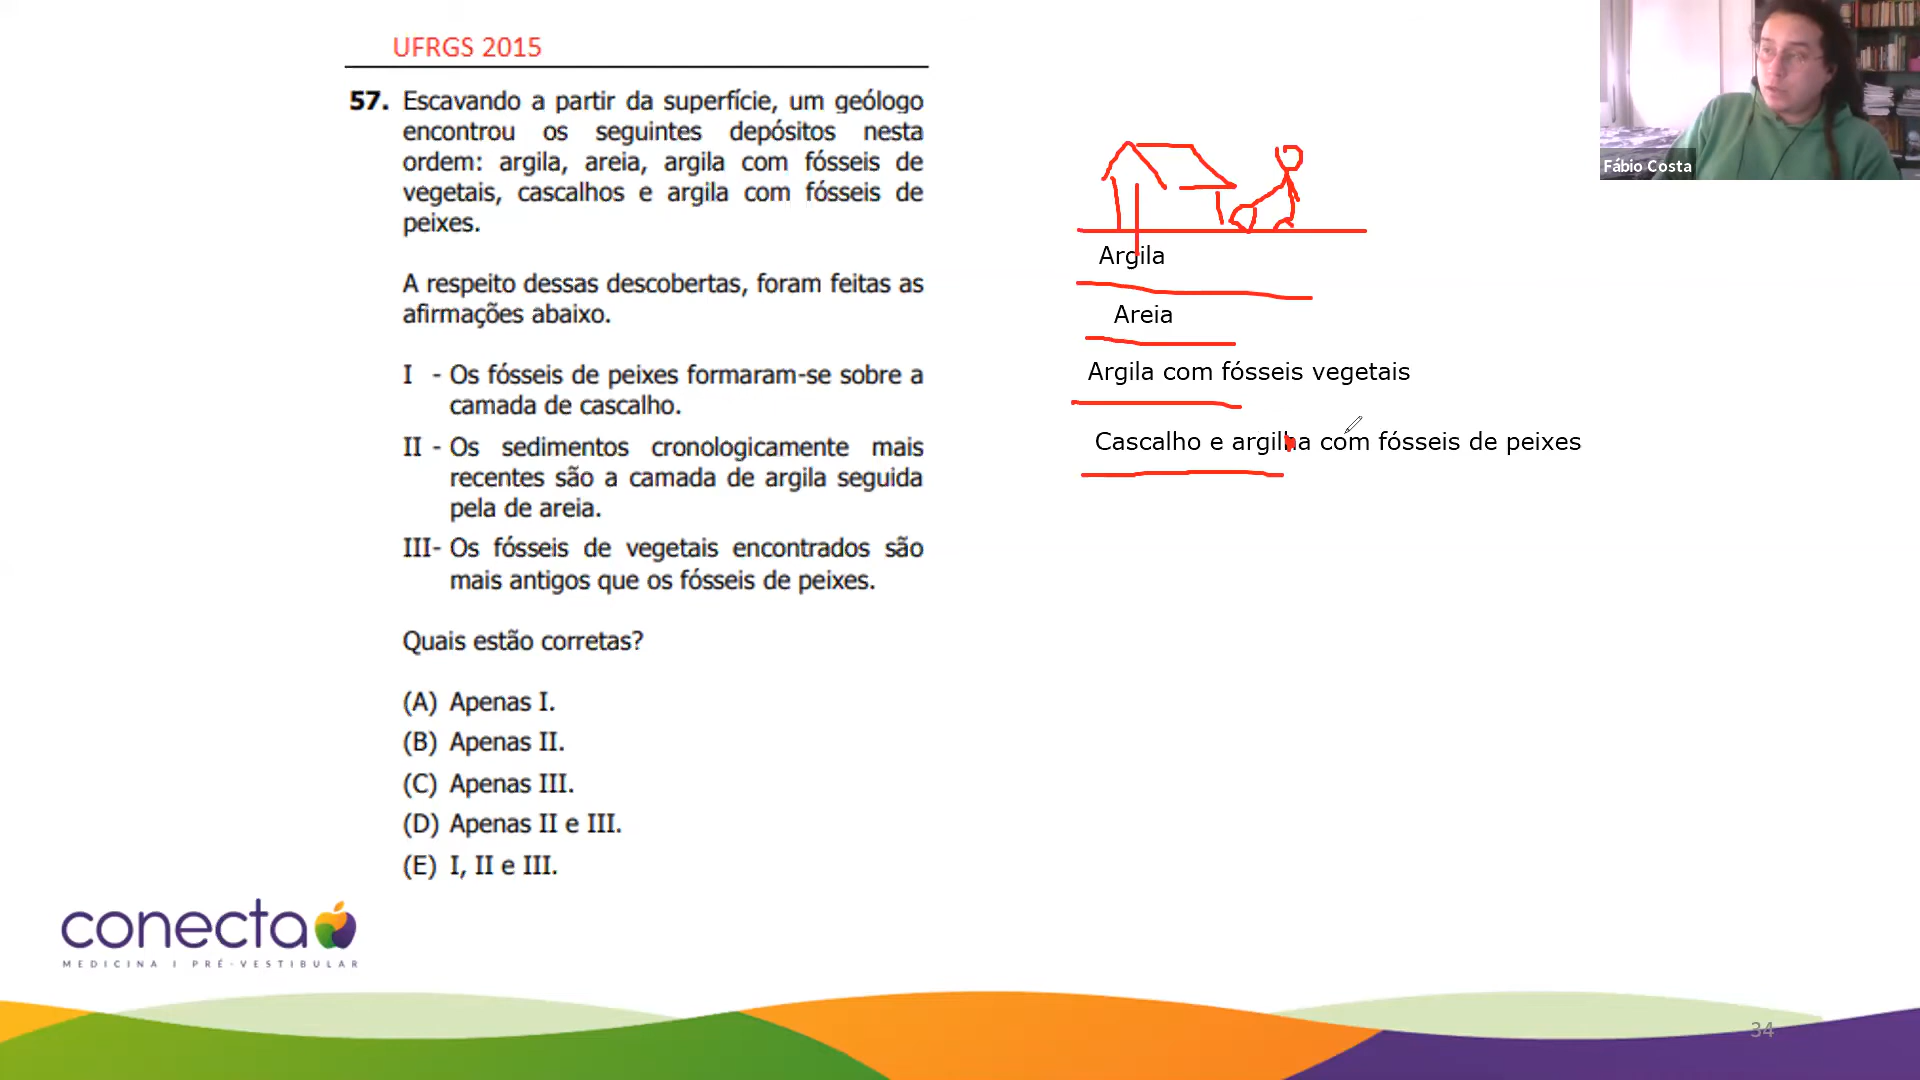 UFRGS 2015
57. Escavando a partir da superfície, um geólogo
encontrou os seguintes depósitos nesta
ordem: argila, areia, argila com fósseis de
vegetais, cascalhos e argila com fósseis de
peixes.
A respeito dessas descobertas, foram feitas as
afirmações abaixo.
I - Os fósseis de peixes formaram-se sobre a
camada de cascalho.
II - Os sedimentos cronologicamente mais
recentes são a camada de argila seguida
pela de areia.
III- Os fósseis de vegetais encontrados são
mais antigos que os fósseis de peixes.
Quais estão corretas?
(A) Apenas I.
(B) Apenas II.
(C) Apenas III.
(D) Apenas II e III.
(E) I, II e III.
Argila
Areia
Argila com fósseis vegetais
Cascalho e argilha com fósseis de peixes
Fábio Costa
conecta
MEDICINA I PRÉ-VESTIBULAR
34